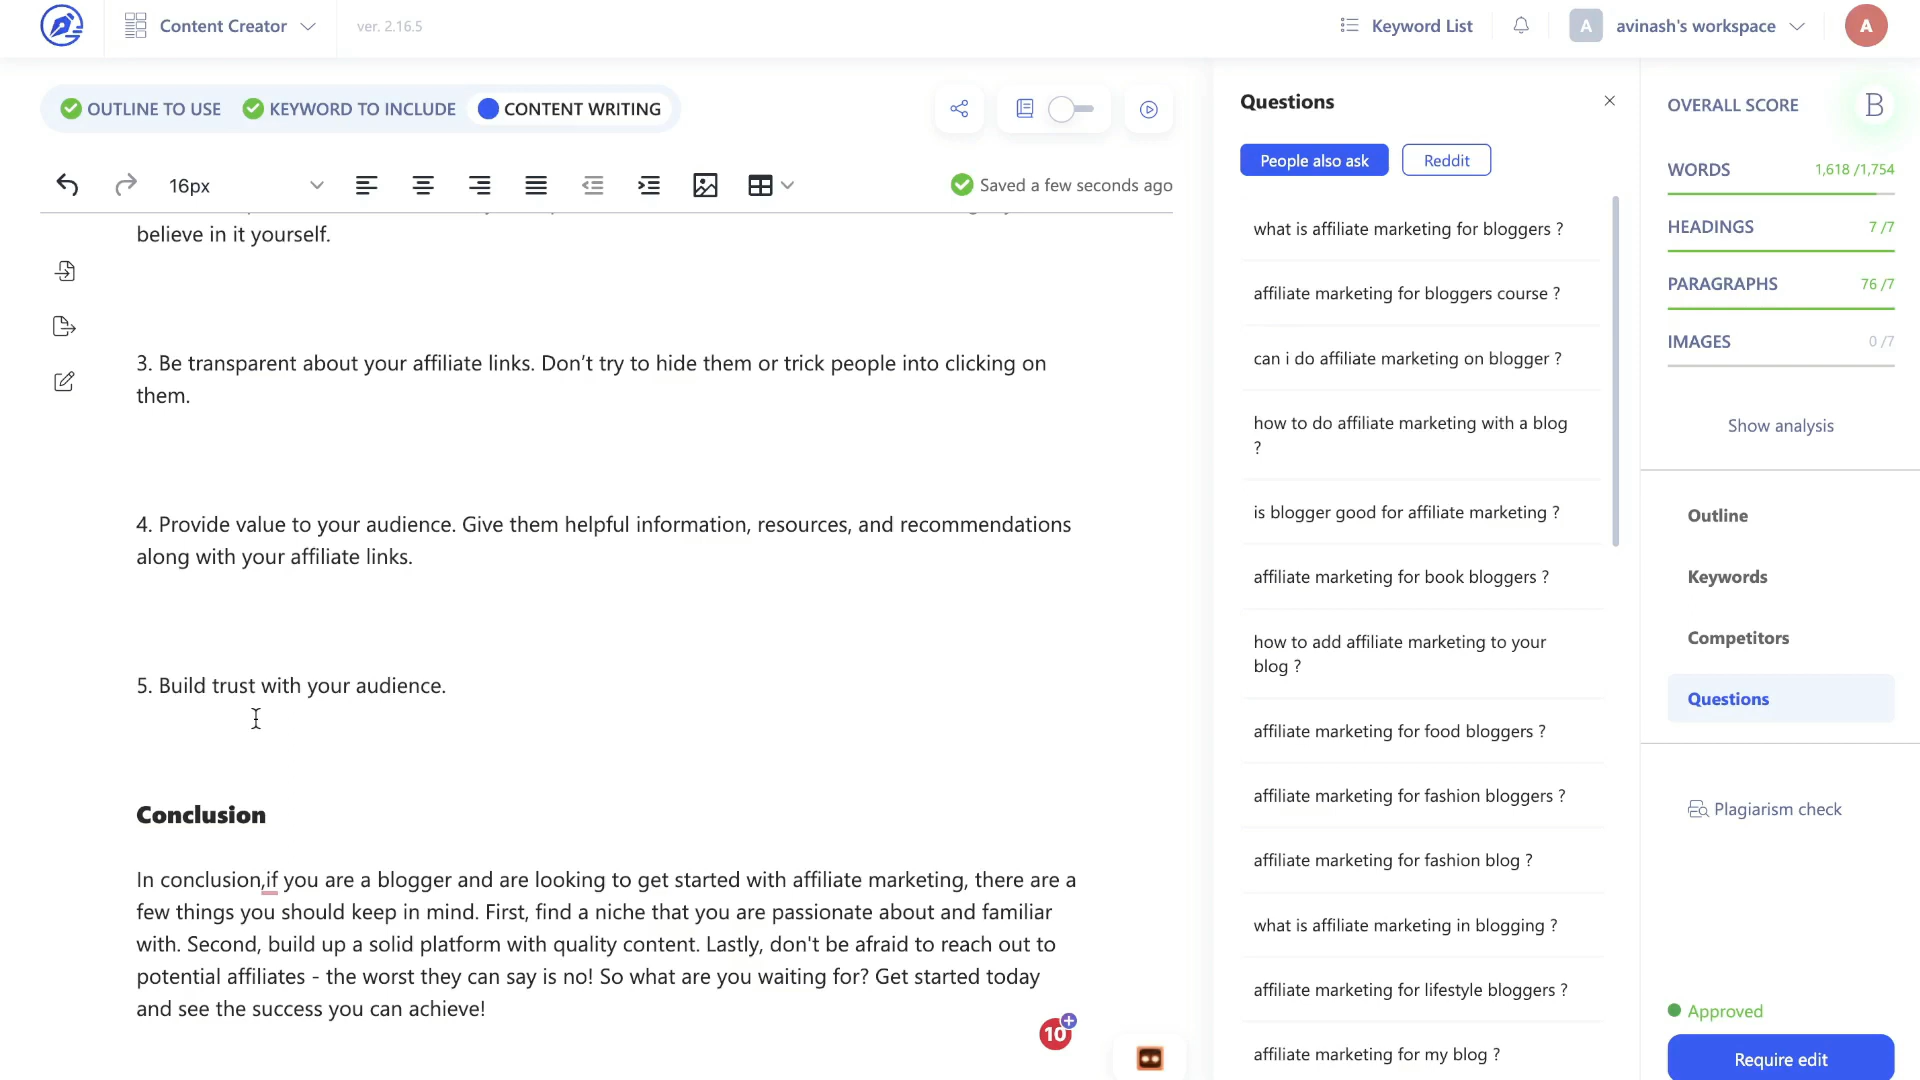 Content Creator
ver. 2.16.5
Keyword List
A
avinash's workspace
A
OUTLINE TO USE
KEYWORD TO INCLUDE
CONTENT WRITING
16px
Saved a few seconds ago
believe in it yourself.
3. Be transparent about your affiliate links. Don’t try to hide them or trick people into clicking on
them.
4. Provide value to your audience. Give them helpful information, resources, and recommendations
along with your affiliate links.
5. Build trust with your audience.
Conclusion
In conclusion,if you are a blogger and are looking to get started with affiliate marketing, there are a
few things you should keep in mind. First, find a niche that you are passionate about and familiar
with. Second, build up a solid platform with quality content. Lastly, don't be afraid to reach out to
potential affiliates - the worst they can say is no! So what are you waiting for? Get started today
and see the success you can achieve!
10
Questions
People also ask
Reddit
what is affiliate marketing for bloggers ?
affiliate marketing for bloggers course ?
can i do affiliate marketing on blogger ?
how to do affiliate marketing with a blog
?
is blogger good for affiliate marketing ?
affiliate marketing for book bloggers ?
how to add affiliate marketing to your
blog ?
affiliate marketing for food bloggers ?
affiliate marketing for fashion bloggers ?
affiliate marketing for fashion blog ?
what is affiliate marketing in blogging ?
affiliate marketing for lifestyle bloggers ?
affiliate marketing for my blog ?
OVERALL SCORE
B
WORDS
1,618 /1,754
HEADINGS
7 /7
PARAGRAPHS
76 /7
IMAGES
0 /7
Show analysis
Outline
Keywords
Competitors
Questions
Plagiarism check
Approved
Require edit